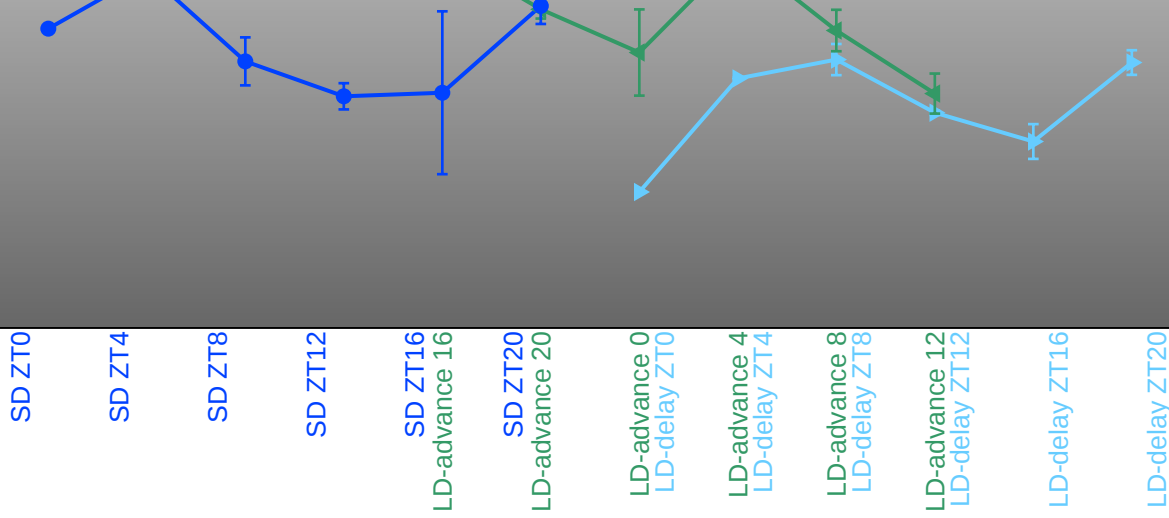 SD ZT0
SD ZT4
SD ZT8
SD ZT12
SD ZT16
LD-advance 16
SD ZT20
LD-advance 20
LD-advance 0
LD-delay ZT0
LD-advance 4
LD-delay ZT4
LD-advance 8
LD-delay ZT8
LD-advance 12
LD-delay ZT12
LD-delay ZT16
LD-delay ZT20